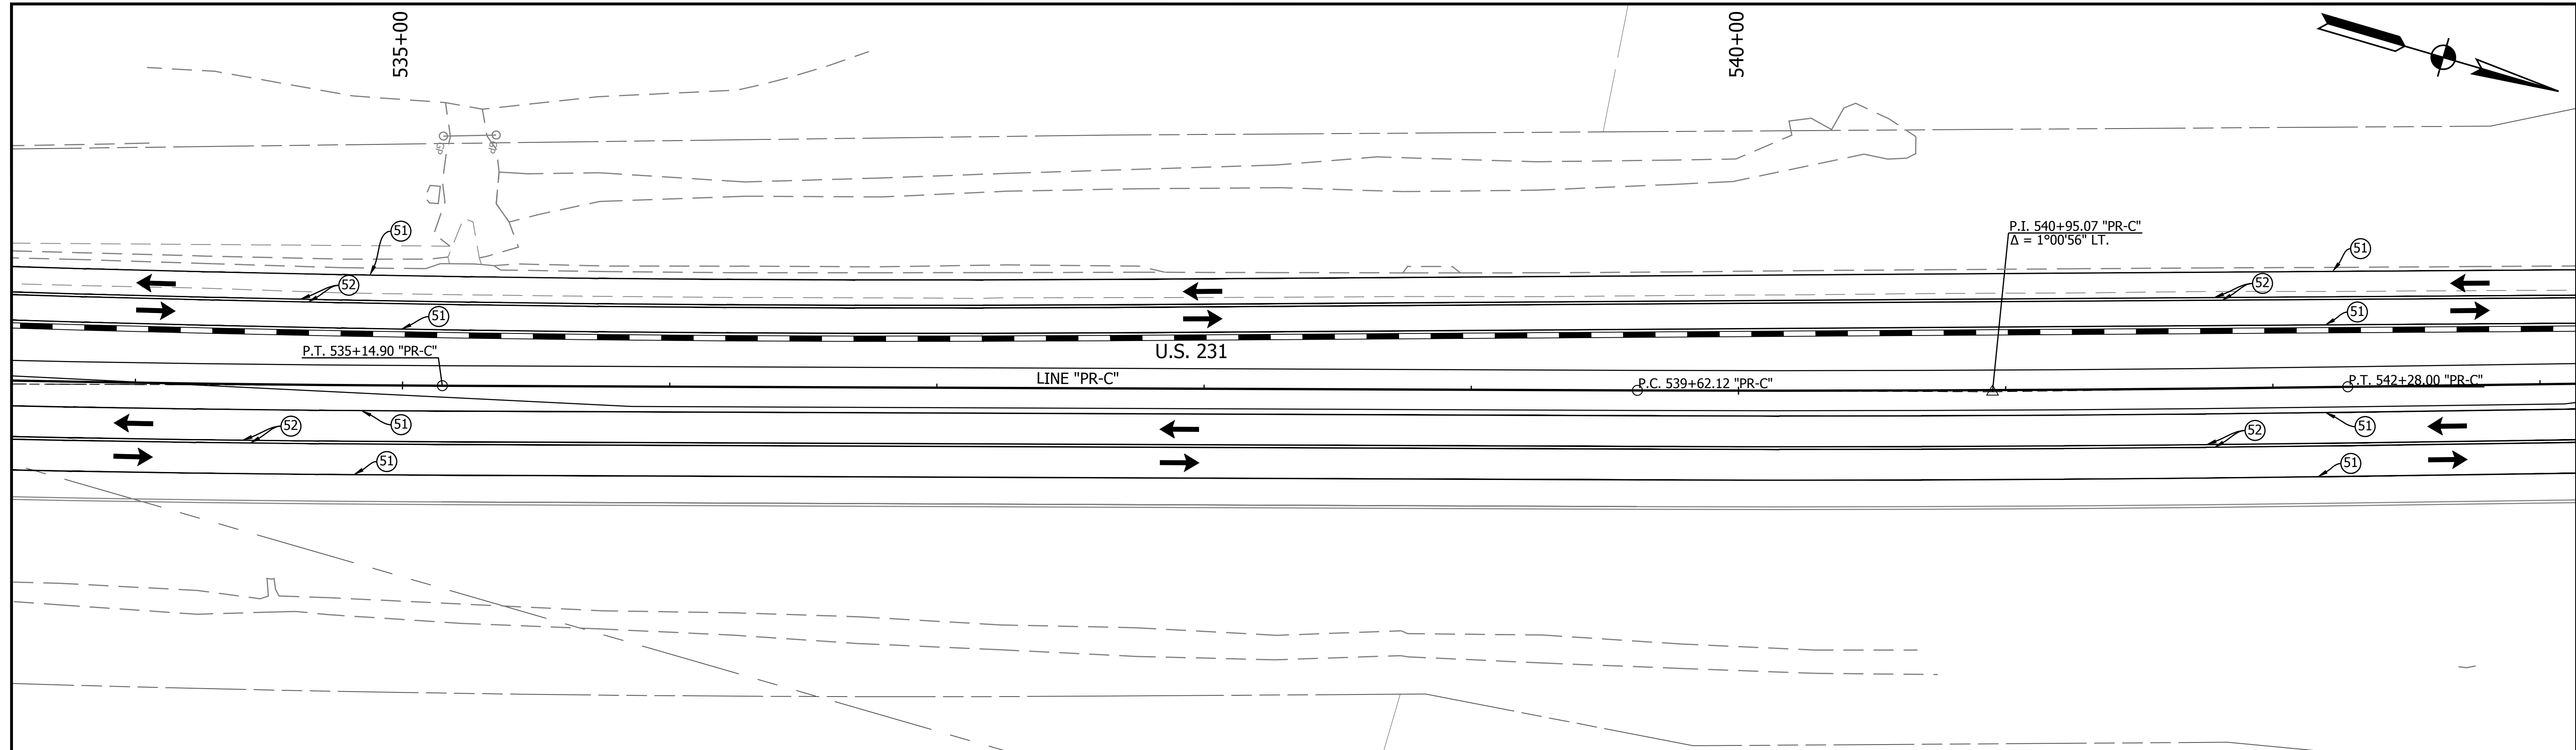 535+00
540+00
P.I. 540+95.07 "PR-C"
Δ = 1°00'56" LT.
51
51
52
52
51
51
P.T. 535+14.90 "PR-C"
U.S. 231
LINE "PR-C"
P.C. 539+62.12 "PR-C"
P.T. 542+28.00 "PR-C"
51
51
52
52
51
51